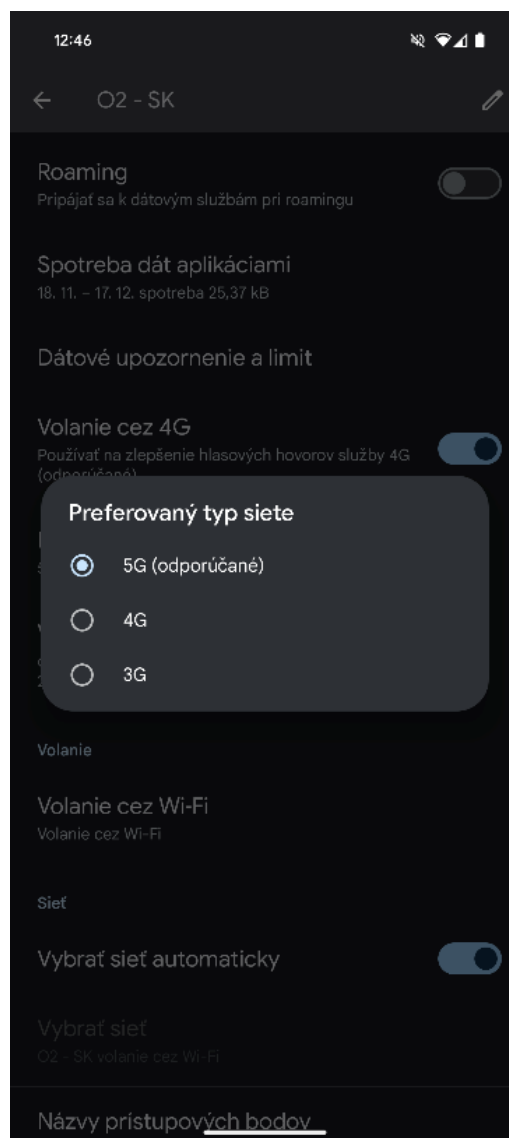 12:46
O2 - SK
Roaming
Pripájať sa k dátovým službám pri roamingu
Spotreba dát aplikáciami
18. 11. – 17. 12. spotreba 25,37 kB
Dátové upozornenie a limit
Volanie cez 4G
Používať na zlepšenie hlasových hovorov služby 4G
(odporúčané)
Preferovaný typ siete
5G (odporúčané)
4G
3G
Volanie
Volanie cez Wi-Fi
Volanie cez Wi-Fi
Sieť
Vybrať sieť automaticky
Vybrať sieť
O2 - SK volanie cez Wi-Fi
Názvy prístupových bodov